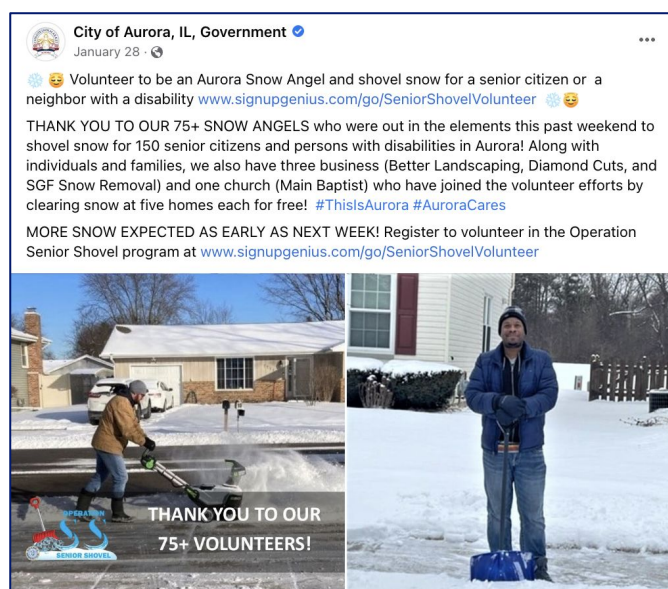 City of Aurora, IL, Government
January 28 ·
Volunteer to be an Aurora Snow Angel and shovel snow for a senior citizen or a
neighbor with a disability www.signupgenius.com/go/SeniorShovelVolunteer
THANK YOU TO OUR 75+ SNOW ANGELS who were out in the elements this past weekend to
shovel snow for 150 senior citizens and persons with disabilities in Aurora! Along with
individuals and families, we also have three business (Better Landscaping, Diamond Cuts, and
SGF Snow Removal) and one church (Main Baptist) who have joined the volunteer efforts by
clearing snow at five homes each for free! #ThisIsAurora #AuroraCares
MORE SNOW EXPECTED AS EARLY AS NEXT WEEK! Register to volunteer in the Operation
Senior Shovel program at www.signupgenius.com/go/SeniorShovelVolunteer
OPERATION
SENIOR SHOVEL
THANK YOU TO OUR
75+ VOLUNTEERS!